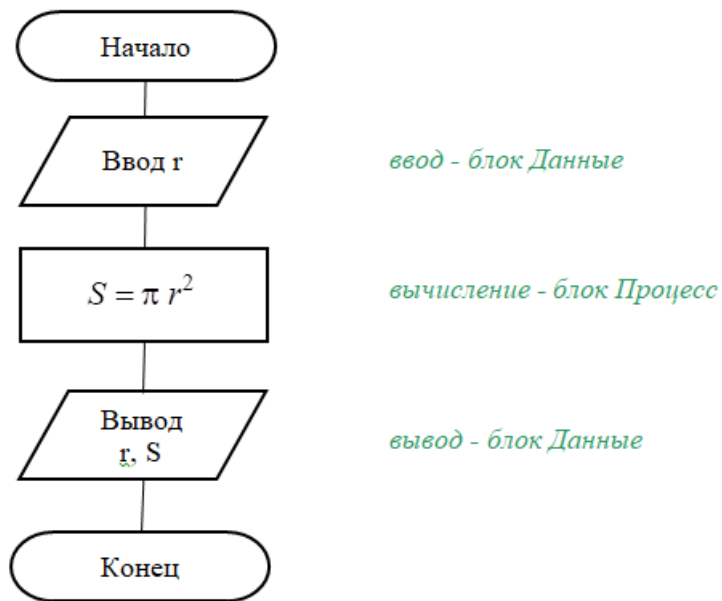 Начало
Ввод r
ввод - блок Данные
S = π r²
вычисление - блок Процесс
Вывод
r, S
вывод - блок Данные
Конец